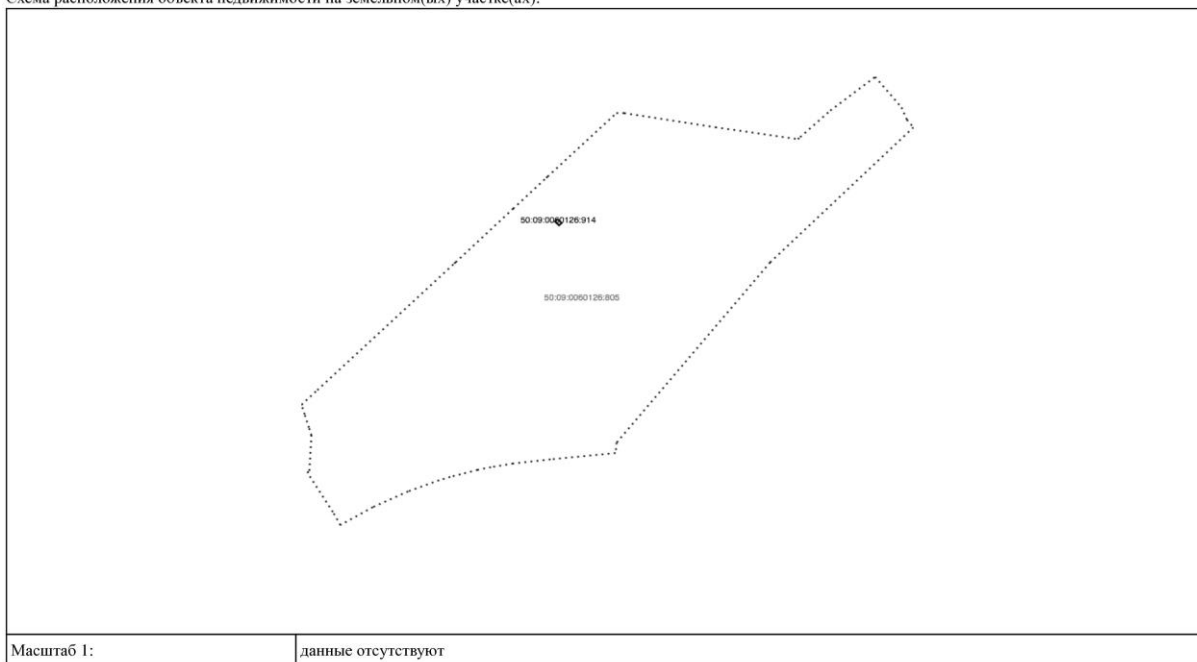 Схема расположения объекта недвижимости на земельном(ых) участке(ах):
50:09:0060126:914
50:09:0060126:805
Масштаб 1: данные отсутствуют